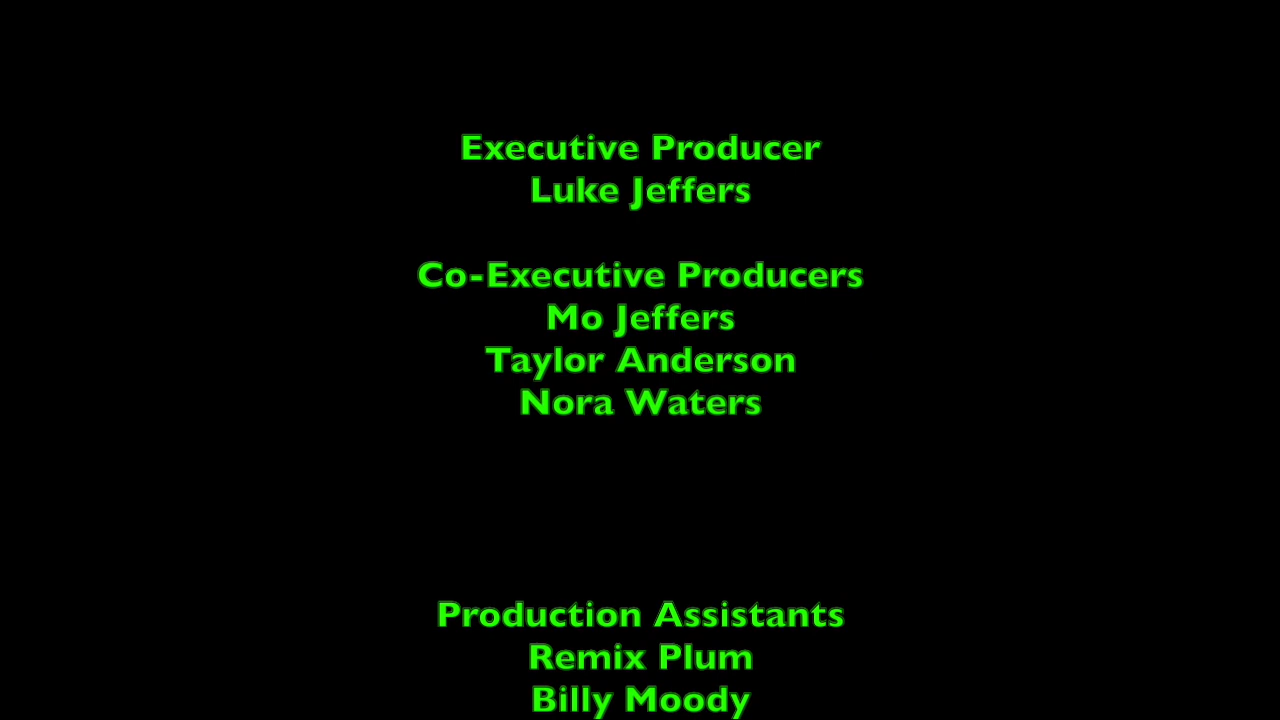 Executive Producer
Luke Jeffers
Co-Executive Producers
Mo Jeffers
Taylor Anderson
Nora Waters
Production Assistants
Remix Plum
Billy Moody